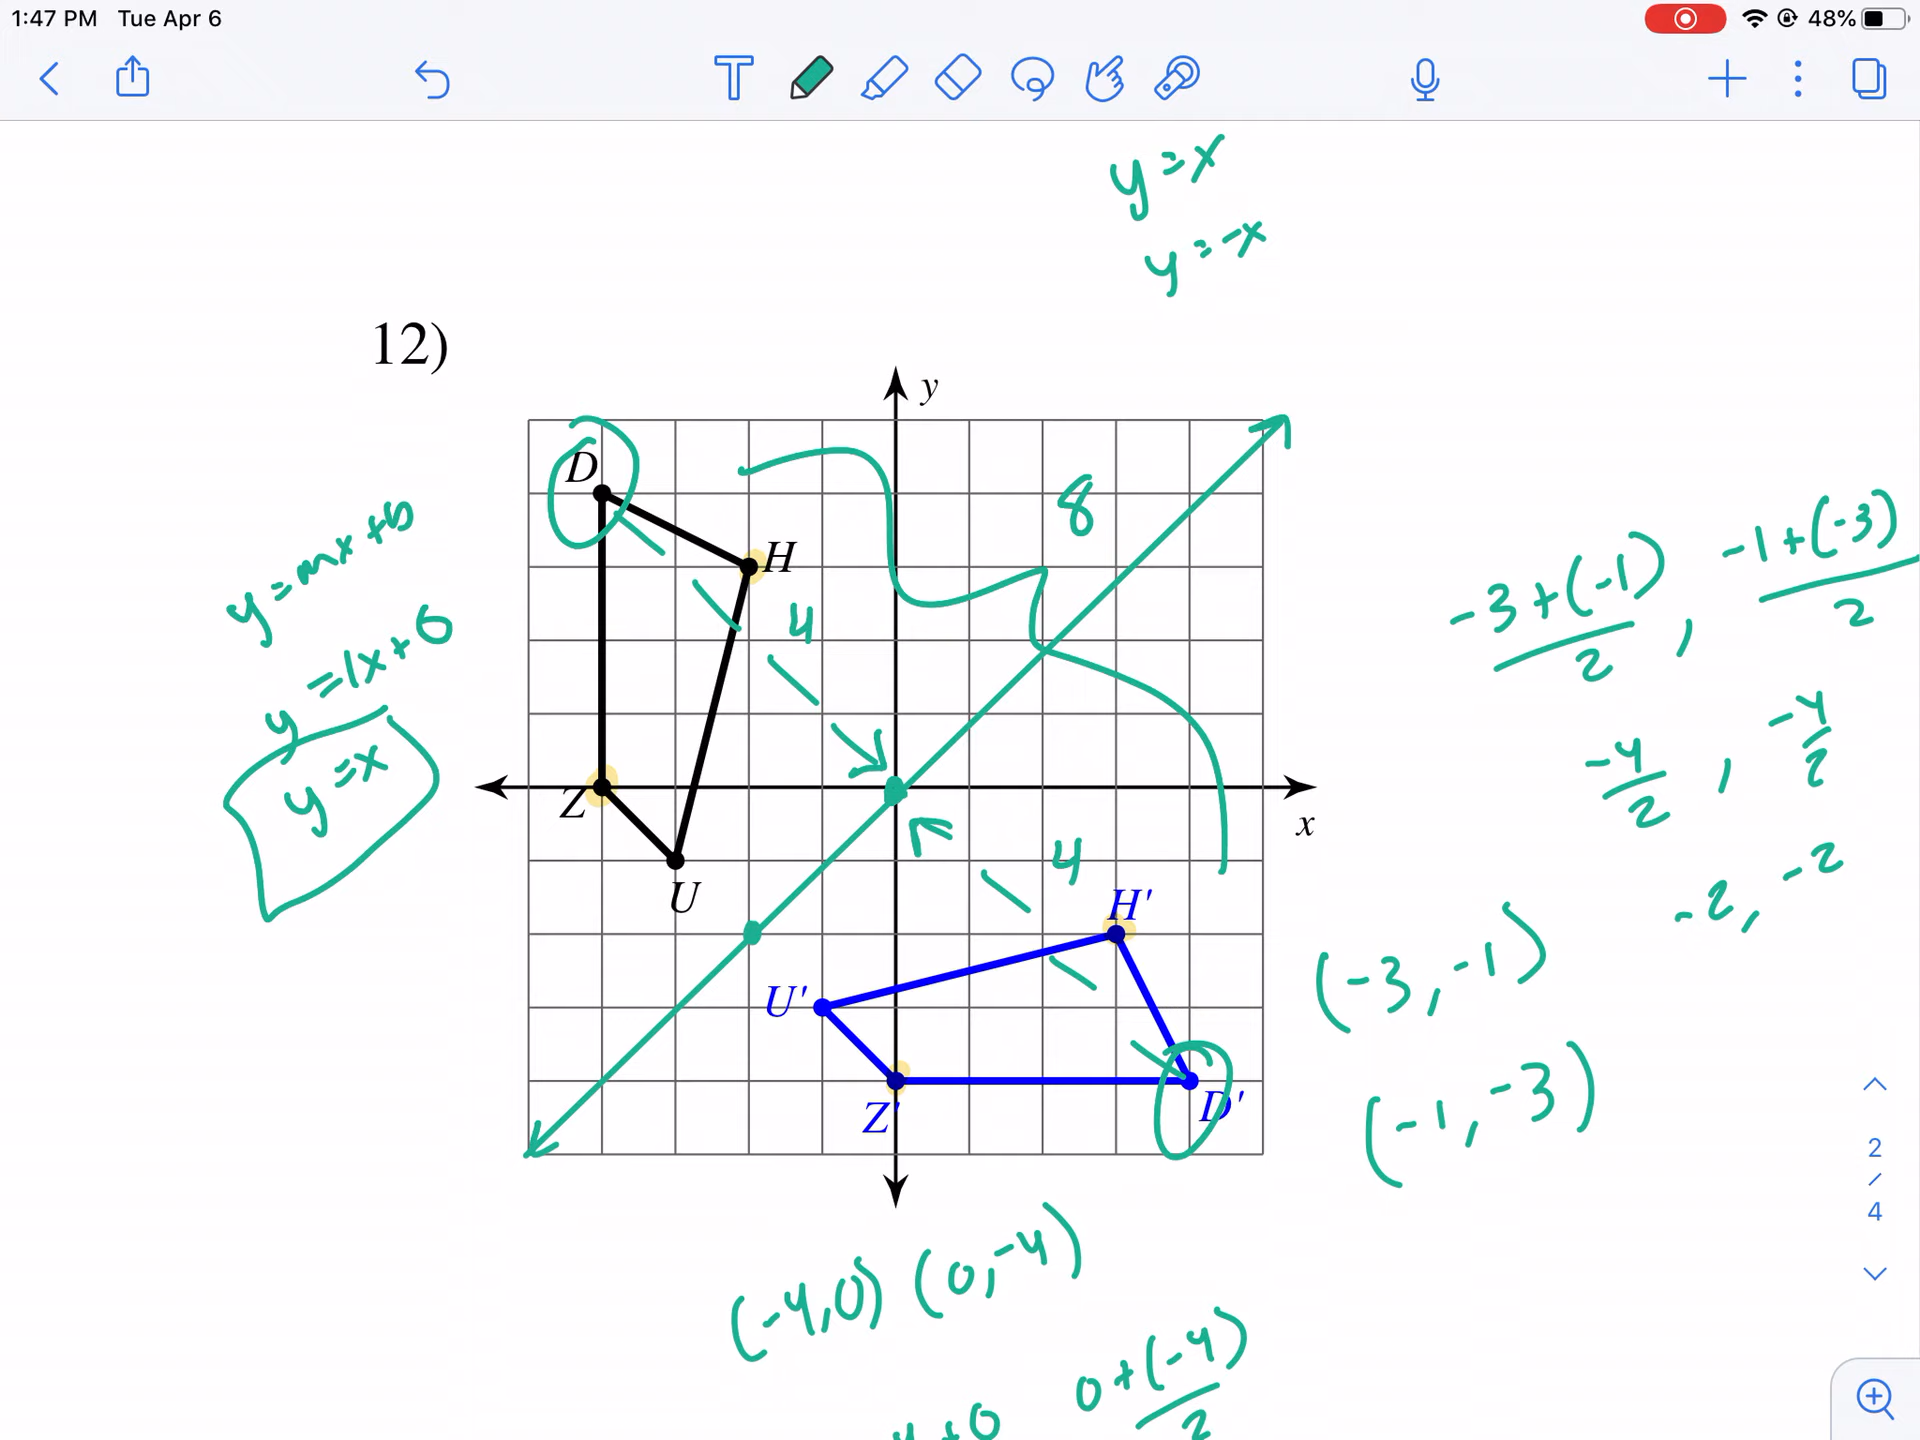 1:47 PM Tue Apr 6
48%
T
y=x
y=-x
12)
y
D
H
8
4
y=mx+b
y=1x+0
y=x
Z
x
U
4
H'
U'
Z'
D'
-3+(-1)/2, -1+(-3)/2
-4/2, -4/2
-2, -2
(-3,-1)
(-1,-3)
2
/
4
(-4,0) (0,-4)
+0 0+(-4)/2